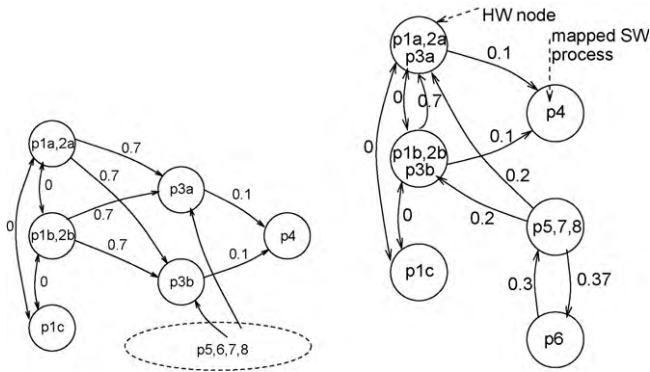 p1a,2a
0.7
0.7
p3a
0.1
0
0.7
0
p1b,2b
p4
0.7
0.1
0
p3b
p1c
p5,6,7,8
HW node
mapped SW
process
p1a,2a
p3a
0.1
0
0.7
p4
0
p1b,2b
p3b
0.1
0.2
0
0.2
p5,7,8
p1c
0.3
0.37
p6